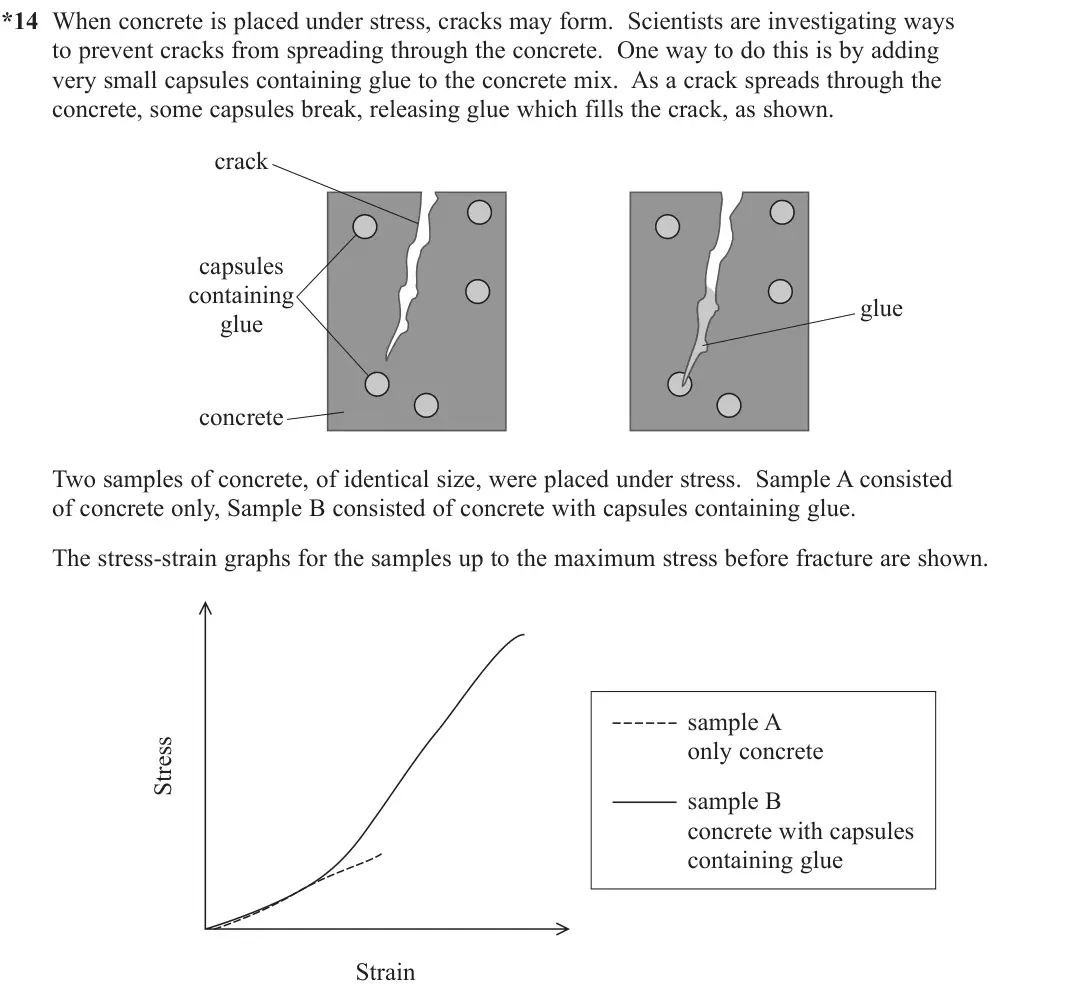 *14 When concrete is placed under stress, cracks may form. Scientists are investigating ways
to prevent cracks from spreading through the concrete. One way to do this is by adding
very small capsules containing glue to the concrete mix. As a crack spreads through the
concrete, some capsules break, releasing glue which fills the crack, as shown.
crack
capsules
containing
glue
concrete
glue
Two samples of concrete, of identical size, were placed under stress. Sample A consisted
of concrete only, Sample B consisted of concrete with capsules containing glue.
The stress-strain graphs for the samples up to the maximum stress before fracture are shown.
Stress
Strain
sample A
only concrete
sample B
concrete with capsules
containing glue